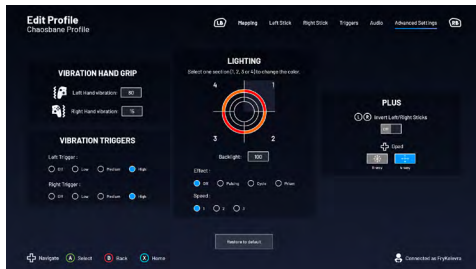 Edit Profile
Chaosbane Profile
LB Mapping Left Stick Right Stick Triggers Audio Advanced Settings RB
VIBRATION HAND GRIP
Left Hand vibration: 80
Right Hand vibration:
VIBRATION TRIGGERS
Left Trigger :
Off Low Medium High
Right Trigger :
Off Low Medium High
LIGHTING
Select one section (1, 2, 3 or 4) to change the color.
4 1
3 2
Backlight: 100
Effect :
Off Pulsing Cycle
Speed :
1 2 3
Restore to default
PLUS
L R Invert Left/Right Sticks
Off
Dpad
8-way 4-way
Navigate A Select B Back X Home
Connected as FryKelevra